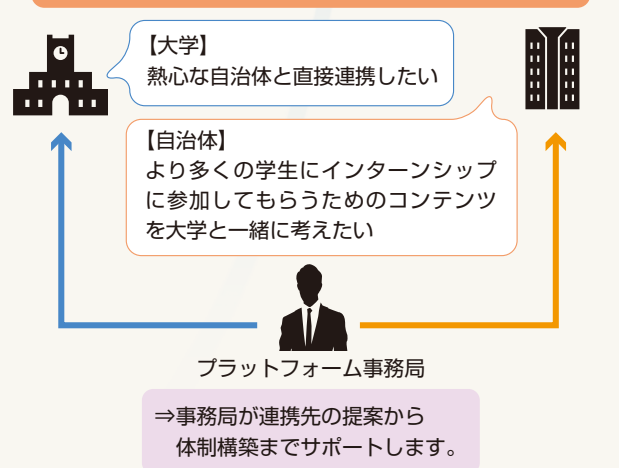 【大学】
熱心な自治体と直接連携したい
【自治体】
より多くの学生にインターンシップ
に参加してもらうためのコンテンツ
を大学と一緒に考えたい
プラットフォーム事務局
⇒事務局が連携先の提案から
体制構築までサポートします。